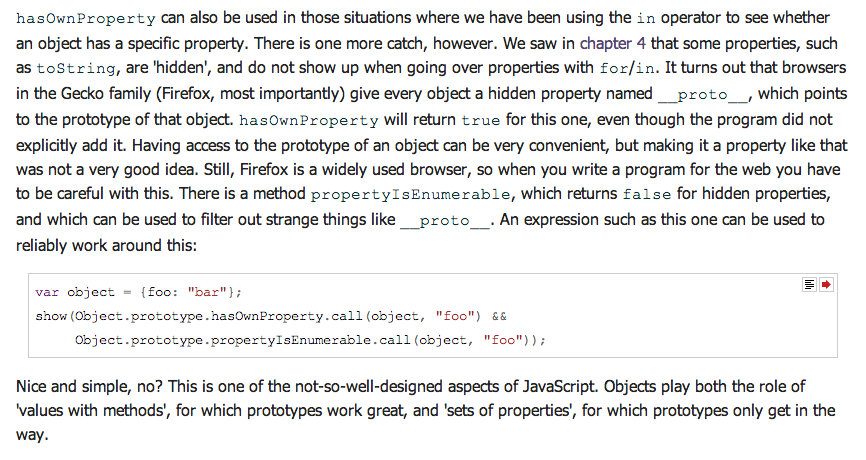 hasOwnProperty can also be used in those situations where we have been using the in operator to see whether
an object has a specific property. There is one more catch, however. We saw in chapter 4 that some properties, such
as toString, are 'hidden', and do not show up when going over properties with for/in. It turns out that browsers
in the Gecko family (Firefox, most importantly) give every object a hidden property named __proto__, which points
to the prototype of that object. hasOwnProperty will return true for this one, even though the program did not
explicitly add it. Having access to the prototype of an object can be very convenient, but making it a property like that
was not a very good idea. Still, Firefox is a widely used browser, so when you write a program for the web you have
to be careful with this. There is a method propertyIsEnumerable, which returns false for hidden properties,
and which can be used to filter out strange things like __proto__. An expression such as this one can be used to
reliably work around this:
var object = {foo: "bar"};
show(Object.prototype.hasOwnProperty.call(object, "foo") &&
     Object.prototype.propertyIsEnumerable.call(object, "foo"));
Nice and simple, no? This is one of the not-so-well-designed aspects of JavaScript. Objects play both the role of
'values with methods', for which prototypes work great, and 'sets of properties', for which prototypes only get in the
way.